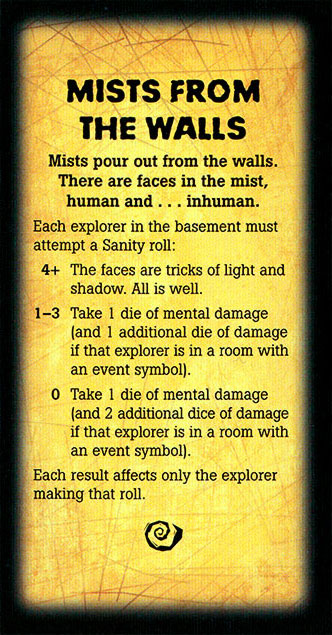 MISTS FROM
THE WALLS
Mists pour out from the walls.
There are faces in the mist,
human and . . . inhuman.
Each explorer in the basement must
attempt a Sanity roll:
4+ The faces are tricks of light and
shadow. All is well.
1–3 Take 1 die of mental damage
(and 1 additional die of damage
if that explorer is in a room with
an event symbol).
0 Take 1 die of mental damage
(and 2 additional dice of damage
if that explorer is in a room with
an event symbol).
Each result affects only the explorer
making that roll.